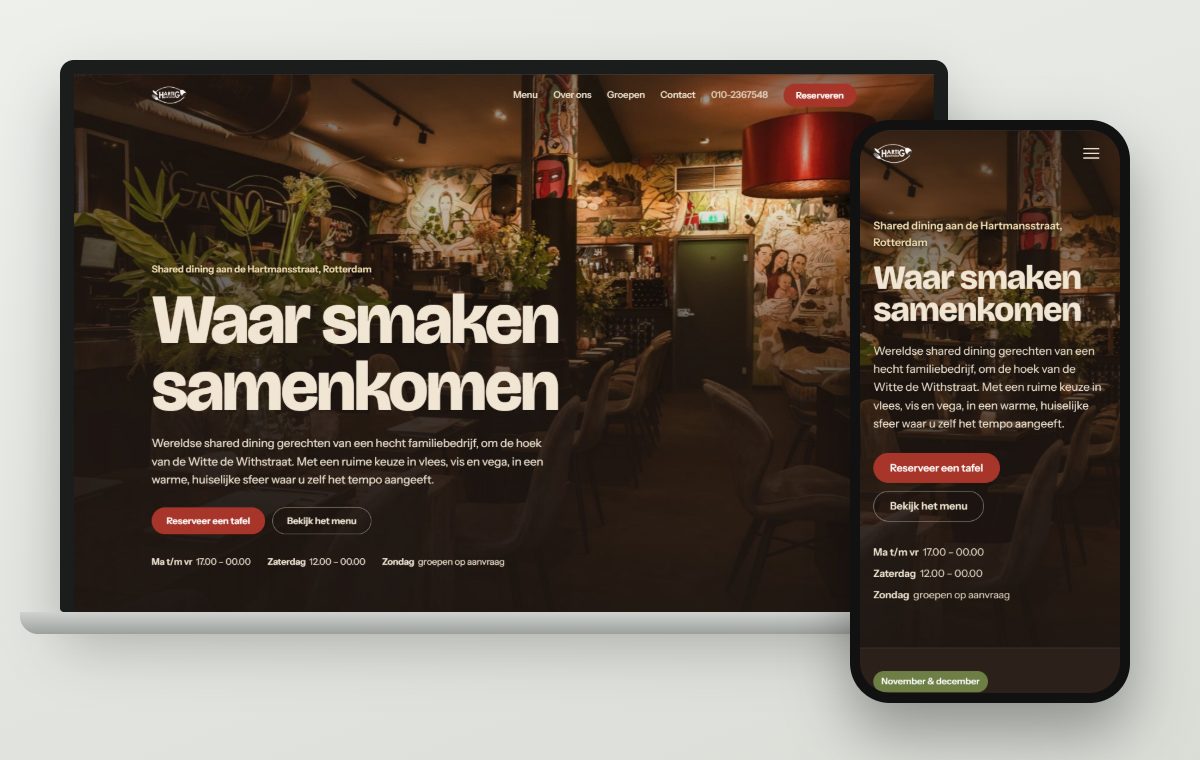 HARTIG
Menu Over ons Groepen Contact 010-2367548 Reserveren
GASTRO
Shared dining aan de Hartmansstraat, Rotterdam
Waar smaken
samenkomen
Wereldse shared dining gerechten van een hecht familiebedrijf, om de hoek
van de Witte de Withstraat. Met een ruime keuze in vlees, vis en vega, in een
warme, huiselijke sfeer waar u zelf het tempo aangeeft.
Reserveer een tafel Bekijk het menu
Ma t/m vr 17.00 – 00.00 Zaterdag 12.00 – 00.00 Zondag groepen op aanvraag
HARTIG
Shared dining aan de Hartmansstraat,
Rotterdam
Waar smaken
samenkomen
Wereldse shared dining gerechten van een
hecht familiebedrijf, om de hoek van de
Witte de Withstraat. Met een ruime keuze in
vlees, vis en vega, in een warme, huiselijke
sfeer waar u zelf het tempo aangeeft.
Reserveer een tafel
Bekijk het menu
Ma t/m vr 17.00 – 00.00
Zaterdag 12.00 – 00.00
Zondag groepen op aanvraag
November & december